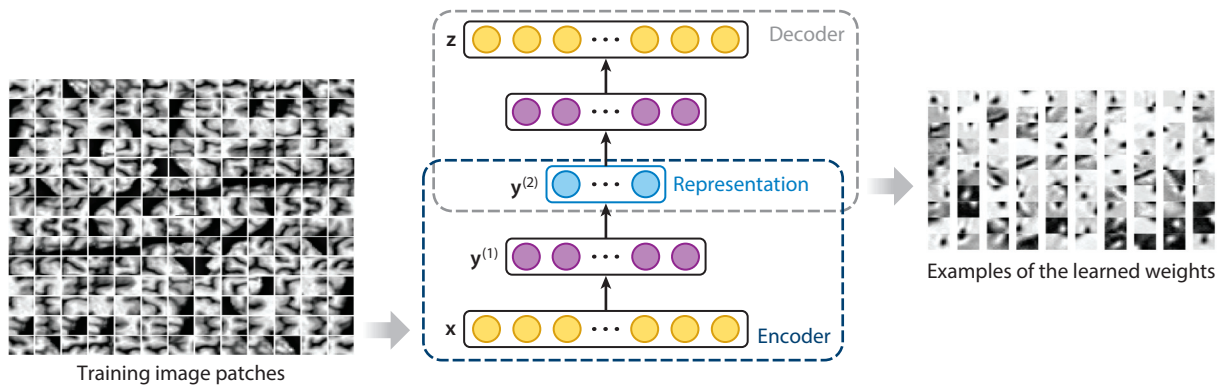 z
Decoder
y(2)
Representation
y(1)
x
Encoder
Training image patches
Examples of the learned weights